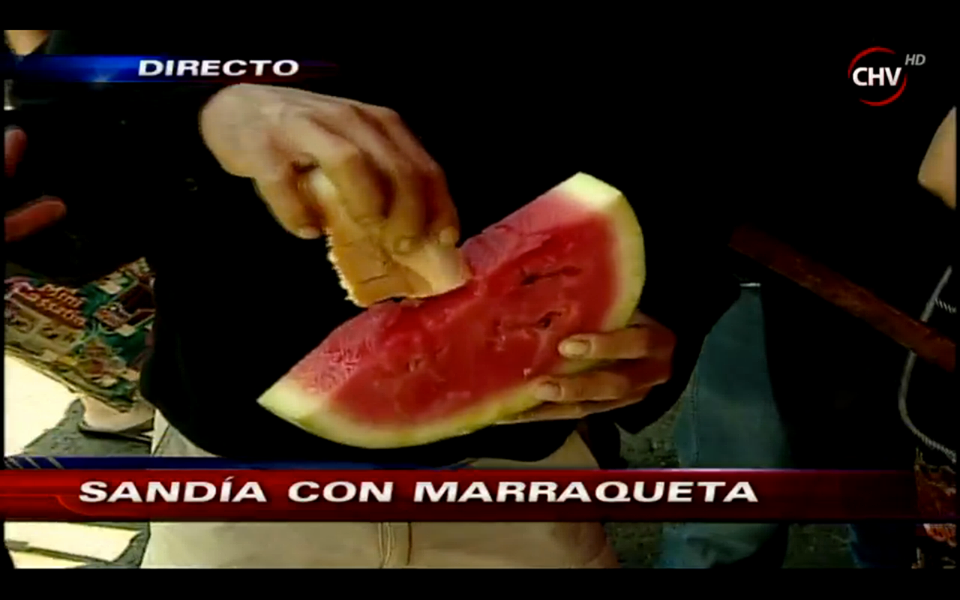 DIRECTO
CHV HD
SANDÍA CON MARRAQUETA